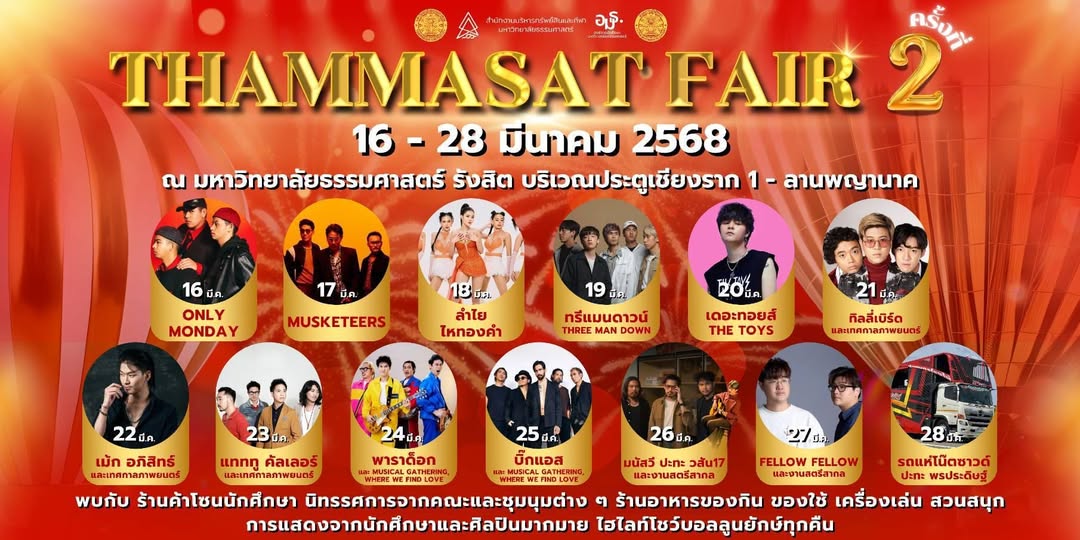 สำนักงานบริหารทรัพย์สินและกีฬา
มหาวิทยาลัยธรรมศาสตร์
อมธ.
ครั้งที่
THAMMASAT FAIR 2
16 - 28 มีนาคม 2568
ณ มหาวิทยาลัยธรรมศาสตร์ รังสิต บริเวณประตูเชียงราก 1 - ลานพญานาค
16 มี.ค.
ONLY
MONDAY
17 มี.ค.
MUSKETEERS
18 มี.ค.
ลำไย
ไหทองคำ
19 มี.ค.
ทรีแมนดาวน์
THREE MAN DOWN
20 มี.ค.
เดอะทอยส์
THE TOYS
21 มี.ค.
ทิลลี่เบิร์ด
และเทศกาลภาพยนตร์
22 มี.ค.
เม้ก อภิสิทธ์
และเทศกาลภาพยนตร์
23 มี.ค.
แททู คัลเลอร์
และเทศกาลภาพยนตร์
24 มี.ค.
พาราด็อก
และ MUSICAL GATHERING,
WHERE WE FIND LOVE
25 มี.ค.
บิ๊กแอส
และ MUSICAL GATHERING,
WHERE WE FIND LOVE
26 มี.ค.
มนัสวี ปะทะ วสัน17
และงานสตรีสากล
27 มี.ค.
FELLOW FELLOW
และงานสตรีสากล
28 มี.ค.
รถแห่โน๊ตซาวด์
ปะทะ พรประดิษฐ์
พบกับ ร้านค้าโซนนักศึกษา นิทรรศการจากคณะและชุมนุมต่าง ๆ ร้านอาหารของกิน ของใช้ เครื่องเล่น สวนสนุก
การแสดงจากนักศึกษาและศิลปินมากมาย ไฮไลท์โชว์บอลลูนยักษ์ทุกคืน